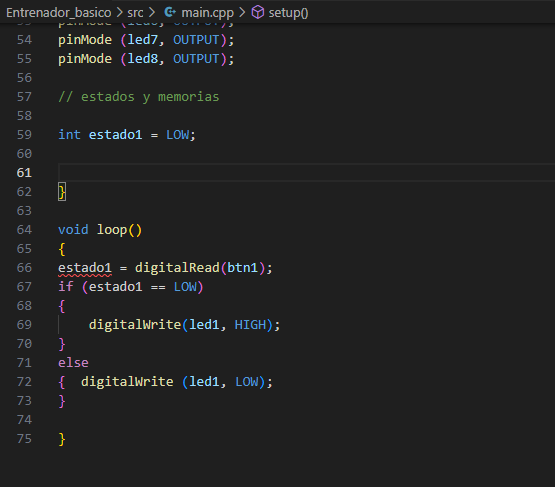 Entrenador_basico > src > main.cpp > setup()
54 pinMode (led7, OUTPUT);
55 pinMode (led8, OUTPUT);
56
57 // estados y memorias
58
59 int estado1 = LOW;
60
61
62 }
63
64 void loop()
65 {
66 estado1 = digitalRead(btn1);
67 if (estado1 == LOW)
68 {
69     digitalWrite(led1, HIGH);
70 }
71 else
72 {  digitalWrite (led1, LOW);
73 }
74
75 }